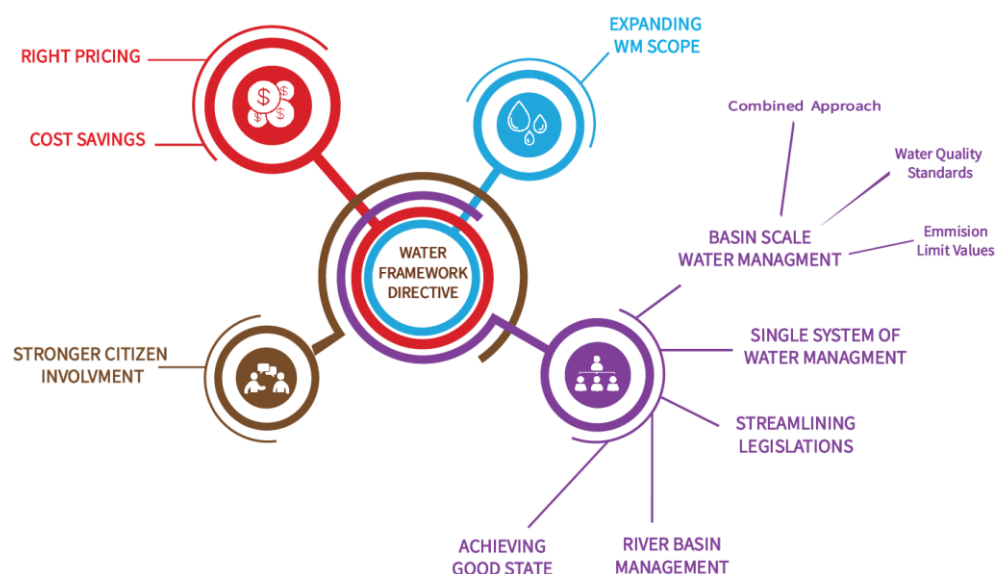 EXPANDING
WM SCOPE
RIGHT PRICING
$
$
$
$
COST SAVINGS
Combined Approach
Water Quality
Standards
BASIN SCALE
WATER MANAGMENT
Emmision
Limit Values
WATER
FRAMEWORK
DIRECTIVE
STRONGER CITIZEN
INVOLVMENT
SINGLE SYSTEM OF
WATER MANAGMENT
STREAMLINING
LEGISLATIONS
ACHIEVING
GOOD STATE
RIVER BASIN
MANAGEMENT